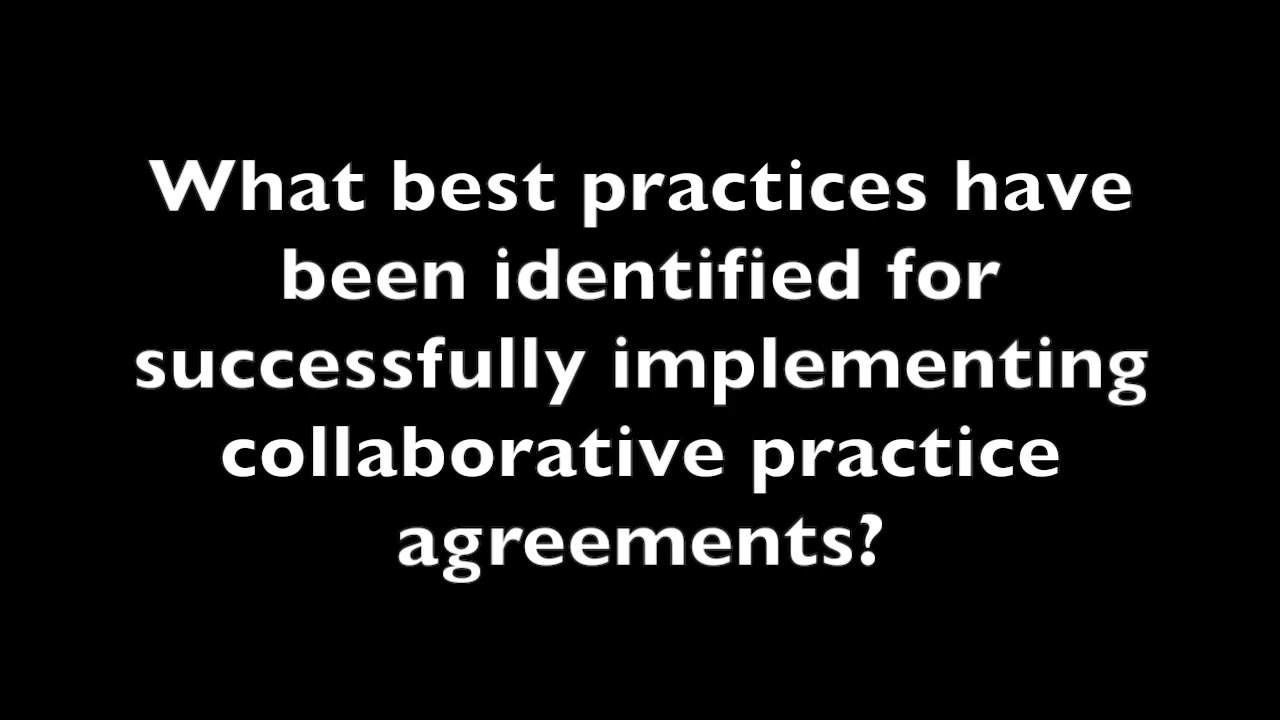 What best practices have
been identified for
successfully implementing
collaborative practice
agreements?